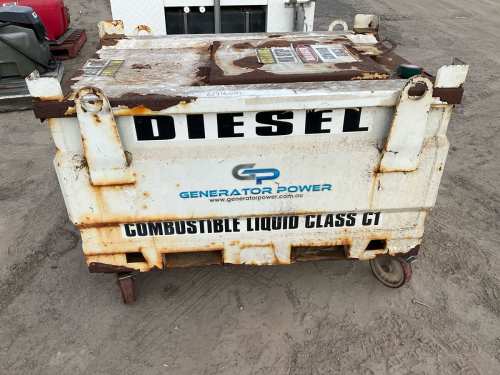 DIESEL
GP
GENERATOR POWER
www.generatorpower.com.au
COMBUSTIBLE LIQUID CLASS C1